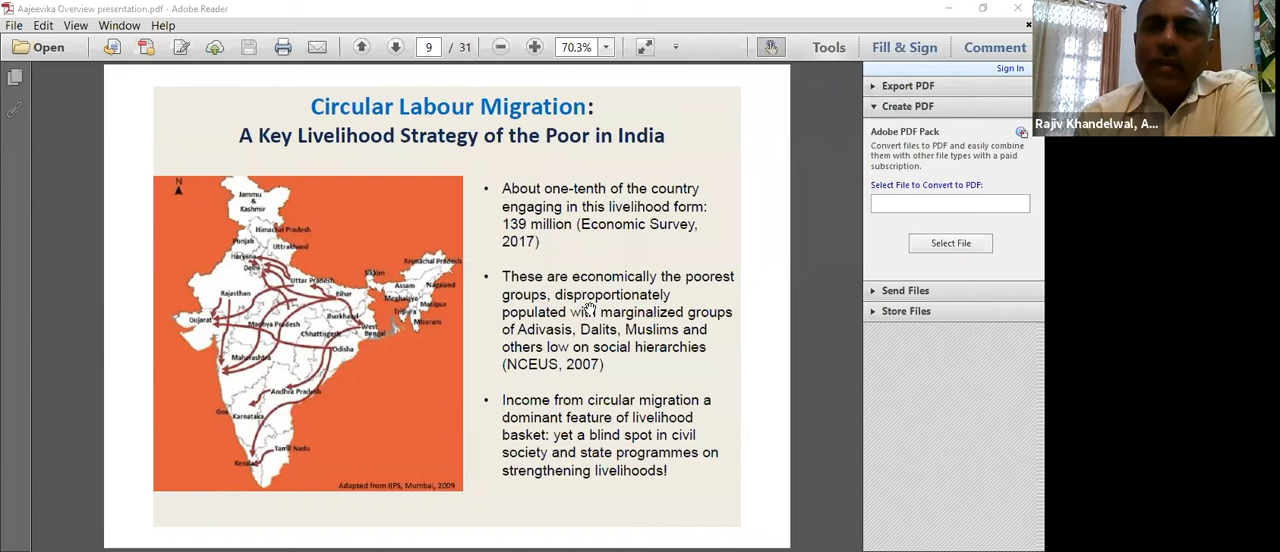 Aajeevika Overview presentation.pdf - Adobe Reader
File Edit View Window Help
Open
9 / 31
70.3%
Tools
Fill & Sign
Comment
Sign In
Export PDF
Create PDF
Adobe PDF Pack
Convert files to PDF and easily combine
them with other file types with a paid
subscription.
Select File to Convert to PDF:
Select File
Send Files
Store Files
Rajiv Khandelwal, A...
Circular Labour Migration:
A Key Livelihood Strategy of the Poor in India
N
Jammu
&
Kashmir
Himachal Pradesh
Punjab
Uttrakhand
Haryana
Delhi
Arunachal Pradesh
Sikkim
Uttar Pradesh
Assam
Nagaland
Rajasthan
Bihar
Meghalaya
Manipur
Jharkhand
Tripura
Gujarat
Madhya Pradesh
West
Bengal
Mizoram
Chhattisgarh
Odisha
Maharashtra
Andhra Pradesh
Goa
Karnataka
Tamil Nadu
Kerala
Adapted from IIPS, Mumbai, 2009
• About one-tenth of the country
engaging in this livelihood form:
139 million (Economic Survey,
2017)
• These are economically the poorest
groups, disproportionately
populated with marginalized groups
of Adivasis, Dalits, Muslims and
others low on social hierarchies
(NCEUS, 2007)
• Income from circular migration a
dominant feature of livelihood
basket: yet a blind spot in civil
society and state programmes on
strengthening livelihoods!